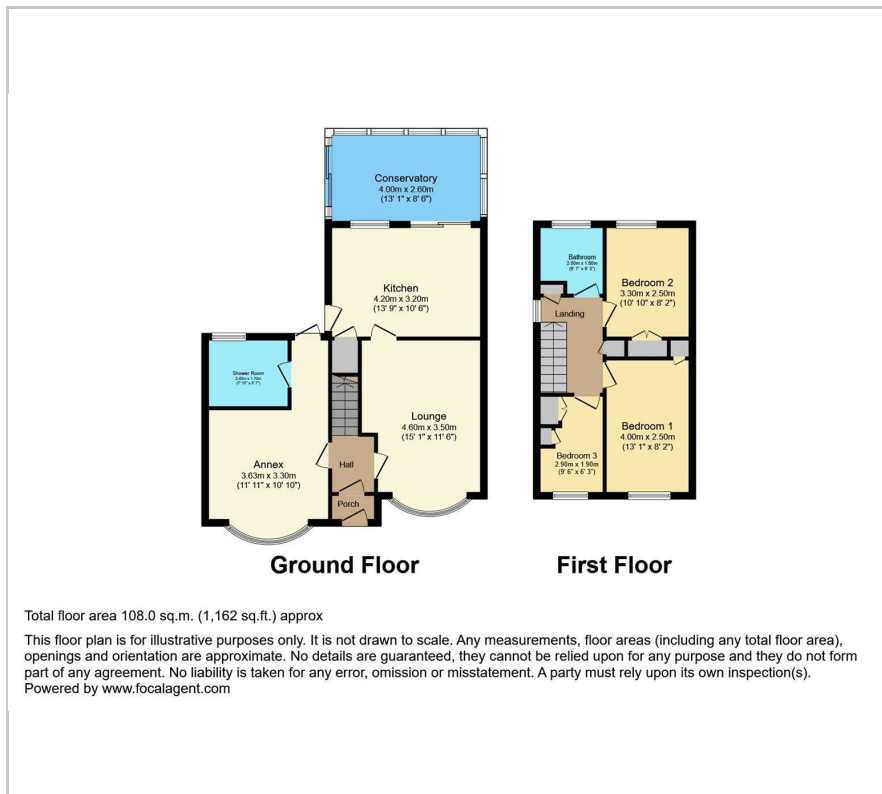 Conservatory
4.00m x 2.60m
(13' 1" x 8' 6")
Kitchen
4.20m x 3.20m
(13' 9" x 10' 6")
Shower Room
Lounge
4.60m x 3.50m
(15' 1" x 11' 6")
Annex
3.63m x 3.30m
(11' 11" x 10' 10")
Hall
Porch
Ground Floor
Bathroom
Bedroom 2
3.30m x 2.50m
(10' 10" x 8' 2")
Landing
Bedroom 1
4.00m x 2.50m
(13' 1" x 8' 2")
Bedroom 3
2.90m x 1.90m
(9' 6" x 6' 3")
First Floor
Total floor area 108.0 sq.m. (1,162 sq.ft.) approx
This floor plan is for illustrative purposes only. It is not drawn to scale. Any measurements, floor areas (including any total floor area),
openings and orientation are approximate. No details are guaranteed, they cannot be relied upon for any purpose and they do not form
part of any agreement. No liability is taken for any error, omission or misstatement. A party must rely upon its own inspection(s).
Powered by www.focalagent.com